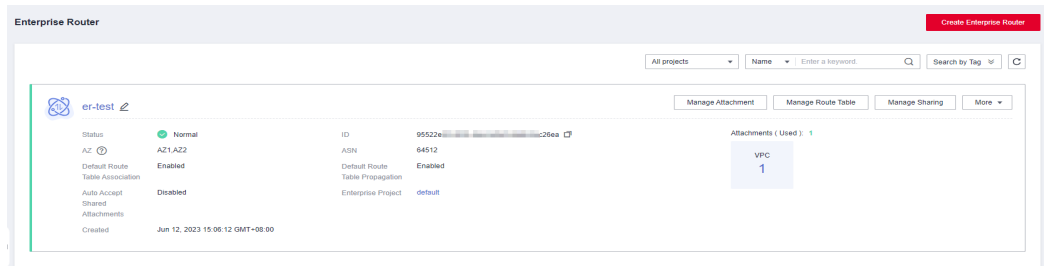 Enterprise Router
Create Enterprise Router
All projects
Name
Enter a keyword.
Search by Tag
er-test
Manage Attachment
Manage Route Table
Manage Sharing
More
Status
Normal
ID
95522e
c26ea
Attachments ( Used ): 1
AZ
AZ1,AZ2
ASN
64512
VPC
1
Default Route
Table Association
Enabled
Default Route
Table Propagation
Enabled
Auto Accept
Shared
Attachments
Disabled
Enterprise Project
default
Created
Jun 12, 2023 15:06:12 GMT+08:00